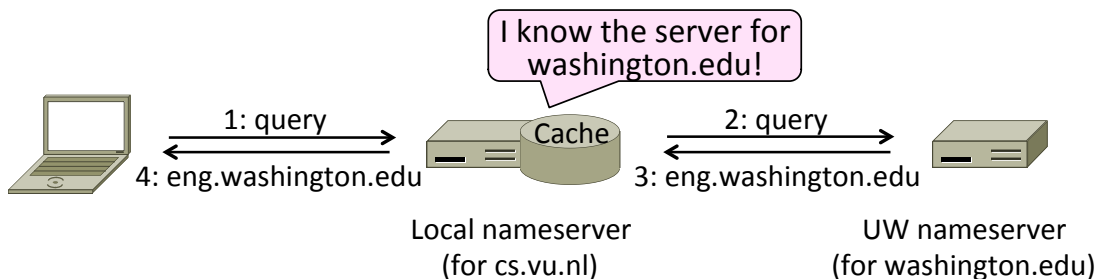 I know the server for
washington.edu!
1: query
Cache
2: query
4: eng.washington.edu
3: eng.washington.edu
Local nameserver
(for cs.vu.nl)
UW nameserver
(for washington.edu)